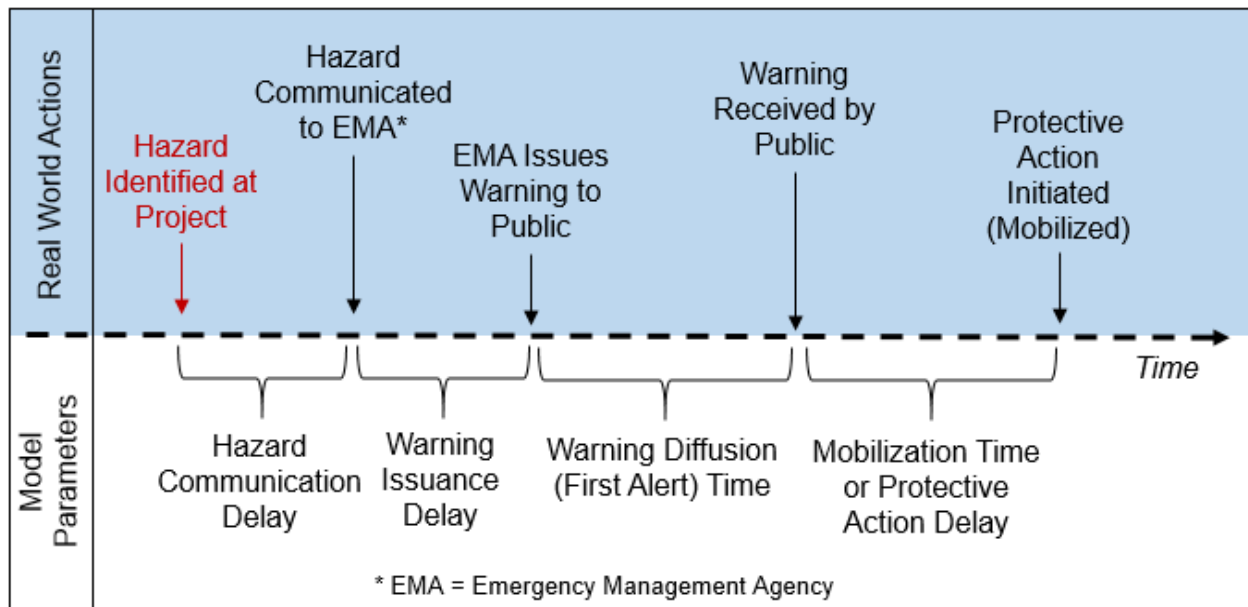 Real World Actions
Hazard
Identified at
Project
Hazard
Communicated
to EMA*
EMA Issues
Warning to
Public
Warning
Received by
Public
Protective
Action
Initiated
(Mobilized)
Time
Model
Parameters
Hazard
Communication
Delay
Warning
Issuance
Delay
Warning Diffusion
(First Alert) Time
Mobilization Time
or Protective
Action Delay
* EMA = Emergency Management Agency